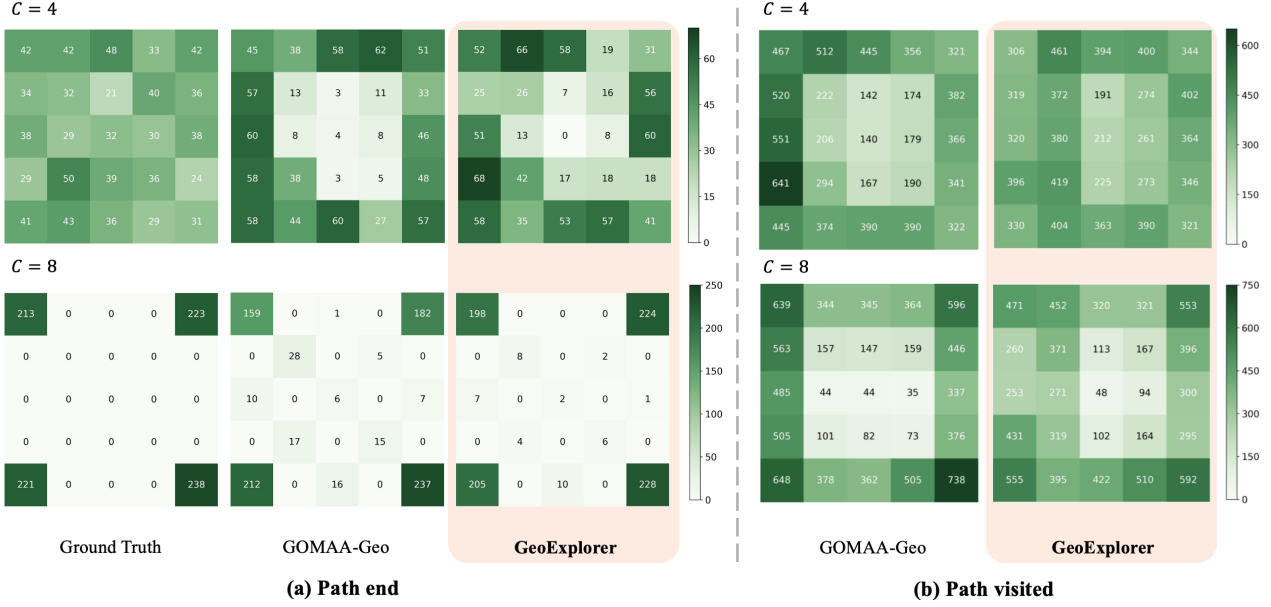 C = 4
42 42 48 33 42
34 32 21 40 36
38 29 32 30 38
29 50 39 36 24
41 43 36 29 31
45 38 58 62 51
57 13 3 11 33
60 8 4 8 46
58 38 3 5 48
58 44 60 27 57
52 66 58 19 31
25 26 7 16 56
51 13 0 8 60
68 42 17 18 18
58 35 53 57 41
60
45
30
15
0
C = 8
213 0 0 0 223
0 0 0 0 0
0 0 0 0 0
0 0 0 0 0
221 0 0 0 238
159 0 1 0 182
0 28 0 5 0
10 0 6 0 7
0 17 0 15 0
212 0 16 0 237
198 0 0 0 224
0 8 0 2 0
7 0 2 0 1
0 4 0 6 0
205 0 10 0 228
250
200
150
100
50
0
Ground Truth
GOMAA-Geo
GeoExplorer
(a) Path end
C = 4
467 512 445 356 321
520 222 142 174 382
551 206 140 179 366
641 294 167 190 341
445 374 390 390 322
306 461 394 400 344
319 372 191 274 402
320 380 212 261 364
396 419 225 273 346
330 404 363 390 321
600
450
300
150
0
C = 8
639 344 345 364 596
563 157 147 159 446
485 44 44 35 337
505 101 82 73 376
648 378 362 505 738
471 452 320 321 553
260 371 113 167 396
253 271 48 94 300
431 319 102 164 295
555 395 422 510 592
750
600
450
300
150
0
GOMAA-Geo
GeoExplorer
(b) Path visited